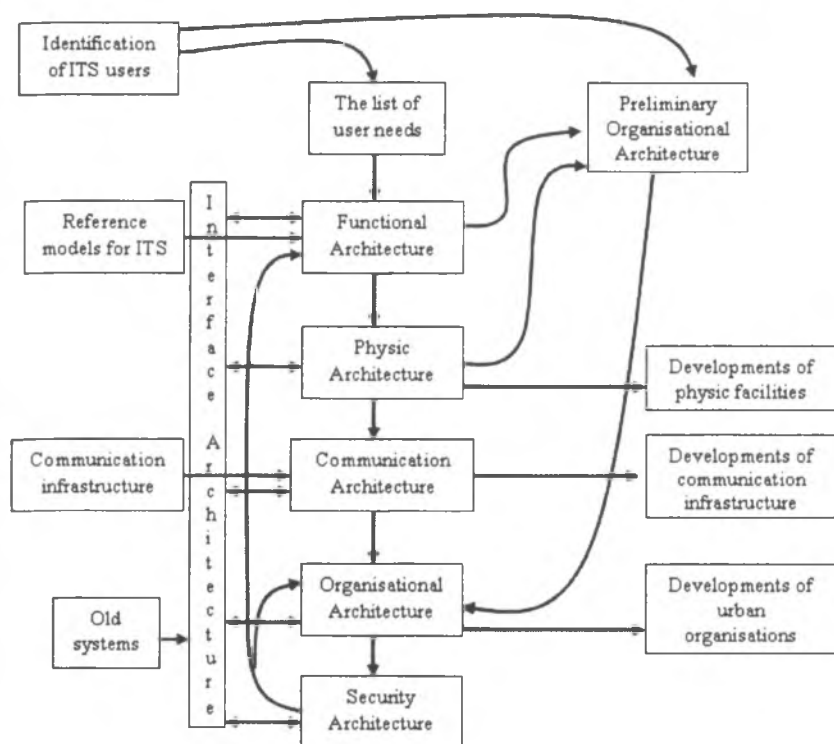 Identification
of ITS users
The list of
user needs
Preliminary
Organisational
Architecture
Interface Architecture
Reference
models for ITS
Functional
Architecture
Physic
Architecture
Developments of
physic facilities
Communication
infrastructure
Communication
Architecture
Developments of
communication
infrastructure
Organisational
Architecture
Developments of
urban
organisations
Old
systems
Security
Architecture